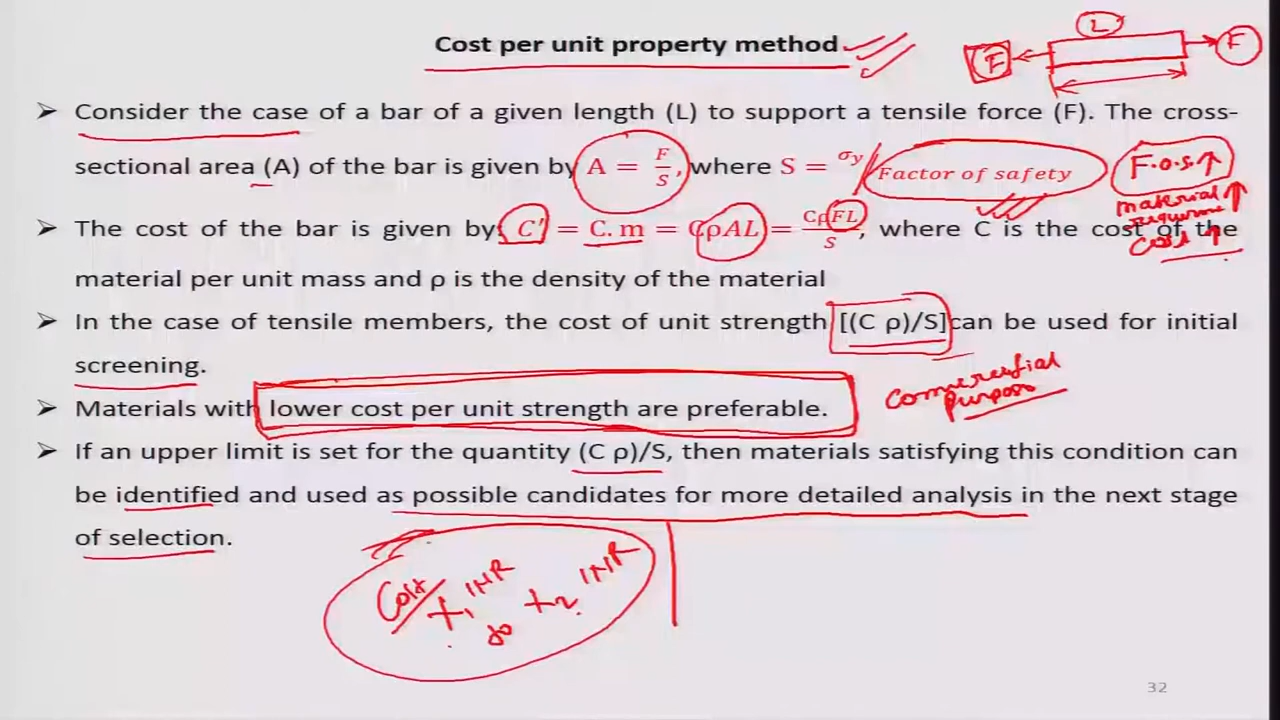 Cost per unit property method
L
F
F
➢ Consider the case of a bar of a given length (L) to support a tensile force (F). The cross-
sectional area (A) of the bar is given by A = F/S, where S = σy/Factor of safety
F.o.S↑
➢ The cost of the bar is given by: C' = C.m = CρAL = CρFL/S, where C is the cost of the
material ↑
cost ↑
material per unit mass and ρ is the density of the material
➢ In the case of tensile members, the cost of unit strength [(C ρ)/S] can be used for initial
screening.
➢ Materials with lower cost per unit strength are preferable.
Commercial
purpose
➢ If an upper limit is set for the quantity (C ρ)/S, then materials satisfying this condition can
be identified and used as possible candidates for more detailed analysis in the next stage
of selection.
Cost x1 INR to x2 INR
32